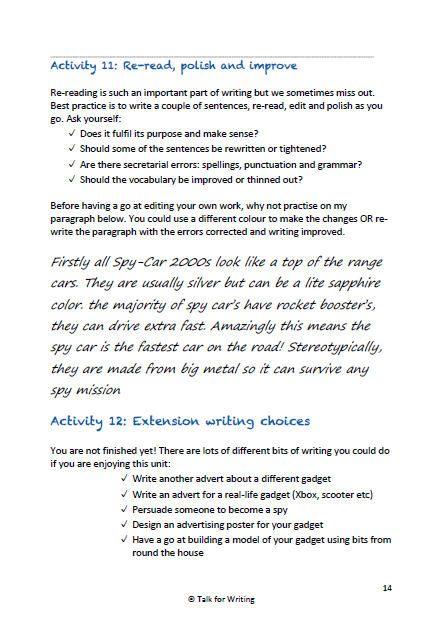 Activity 11: Re-read, polish and improve
Re-reading is such an important part of writing but we sometimes miss out.
Best practice is to write a couple of sentences, re-read, edit and polish as you
go. Ask yourself:
✓ Does it fulfil its purpose and make sense?
✓ Should some of the sentences be rewritten or tightened?
✓ Are there secretarial errors: spellings, punctuation and grammar?
✓ Should the vocabulary be improved or thinned out?
Before having a go at editing your own work, why not practise on my
paragraph below. You could use a different colour to make the changes OR re-
write the paragraph with the errors corrected and writing improved.
Firstly all Spy-Car 2000s look like a top of the range
cars. They are usually silver but can be a lite sapphire
color. the majority of spy car's have rocket booster's,
they can drive extra fast. Amazingly this means the
spy car is the fastest car on the road! Stereotypically,
they are made from big metal so it can survive any
spy mission
Activity 12: Extension writing choices
You are not finished yet! There are lots of different bits of writing you could do
if you are enjoying this unit:
✓ Write another advert about a different gadget
✓ Write an advert for a real-life gadget (Xbox, scooter etc)
✓ Persuade someone to become a spy
✓ Design an advertising poster for your gadget
✓ Have a go at building a model of your gadget using bits from
round the house
14
© Talk for Writing